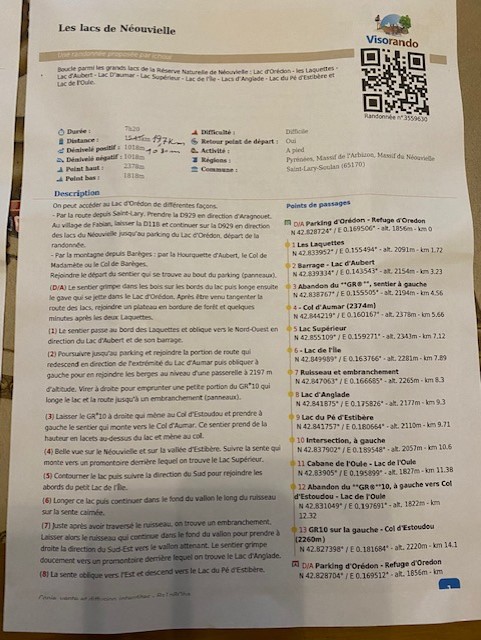 Les lacs de Néouvielle
Une randonnée proposée par
Visorando
Randonnée n°3559630
Boucle parmi les grands lacs de la Réserve Naturelle de Néouvielle : Lac d'Orédon - les Laquettes -
Lac d'Aubert - Lac D'aumar - Lac Supérieur - Lac de l'Île - Lacs d'Anglade - Lac du Pé d'Estibère et
Lac de l'Oule.
Durée : 7h20
Distance : 197Km
Dénivelé positif : 1018m
Dénivelé négatif : 1018m
Point haut : 2378m
Point bas : 1818m
Difficulté : Difficile
Retour point de départ : Oui
Activité : A pied
Régions : Pyrénées, Massif de l'Arbizon, Massif du Néouvielle
Commune : Saint-Lary-Soulan (65170)
Description
On peut accéder au Lac d'Orédon de différentes façons.
- Par la route depuis Saint-Lary. Prendre la D929 en direction d'Aragnouet.
Au village de Fabian, laisser la D118 et continuer sur la D929 en direction
des lacs du Néouvielle jusqu'au parking du Lac d'Orédon, départ de la
randonnée.
- Par la montagne depuis Barèges : par la Hourquette d'Aubert, le Col de
Madamète ou le Col de Barèges.
Rejoindre le départ du sentier qui se trouve au bout du parking (panneaux).
(D/A) Le sentier grimpe dans les bois sur les bords du lac puis longe ensuite
le gave qui se jette dans le Lac d'Orédon. Après être venu tangenter la
route des lacs, rejoindre un plateau en bordure de forêt et quelques
minutes après les deux Laquettes.
(1) Le sentier passe au bord des Laquettes et oblique vers le Nord-Ouest en
direction du Lac d'Aubert et de son barrage.
(2) Poursuivre jusqu'au parking et rejoindre la portion de route qui
redescend en direction de l'extrémité du Lac d'Aumar puis obliquer à
gauche pour en rejoindre les berges au niveau d'une passerelle à 2197 m
d'altitude. Virer à droite pour emprunter une petite portion du GR®10 qui
longe le lac et la route jusqu'à un embranchement (panneaux).
(3) Laisser le GR®10 à droite qui mène au Col d'Estoudou et prendre à
gauche le sentier qui monte vers le Col d'Aumar. Ce sentier prend de la
hauteur en lacets au-dessus du lac et mène au col.
(4) Belle vue sur le Néouvielle et sur la vallée d'Estibère. Suivre la sente qui
monte vers un promontoire derrière lequel on trouve le Lac Supérieur.
(5) Contourner le lac puis suivre la direction du Sud pour rejoindre les
abords du petit Lac de l'Île.
(6) Longer ce lac puis continuer dans le fond du vallon le long du ruisseau
sur la sente cairnée.
(7) Juste après avoir traversé le ruisseau, on trouve un embranchement.
Laisser alors le ruisseau qui continue dans le fond du vallon pour prendre à
droite la direction du Sud-Est vers le vallon attenant. Le sentier grimpe
doucement vers un promontoire derrière lequel on trouve le Lac d'Anglade.
(8) La sente oblique vers l'Est et descend vers le Lac du Pé d'Estibère.
Points de passages
D/A Parking d'Orédon - Refuge d'Oredon
N 42.828724° / E 0.169506° - alt. 1856m - km 0
1 Les Laquettes
N 42.833952° / E 0.155494° - alt. 2091m - km 1.72
2 Barrage - Lac d'Aubert
N 42.839334° / E 0.143543° - alt. 2154m - km 3.23
3 Abandon du **GR®**, sentier à gauche
N 42.838767° / E 0.155505° - alt. 2194m - km 4.56
4 - Col d'Aumar (2374m)
N 42.844219° / E 0.160167° - alt. 2378m - km 5.66
5 Lac Supérieur
N 42.855109° / E 0.159271° - alt. 2343m - km 7.12
6 - Lac de l'Île
N 42.849989° / E 0.163766° - alt. 2281m - km 7.89
7 Ruisseau et embranchement
N 42.847063° / E 0.166685° - alt. 2265m - km 8.3
8 Lac d'Anglade
N 42.841875° / E 0.175826° - alt. 2177m - km 9.3
9 Lac du Pé d'Estibère
N 42.841757° / E 0.180664° - alt. 2110m - km 9.71
10 Intersection, à gauche
N 42.837902° / E 0.189548° - alt. 2057m - km 10.6
11 Cabane de l'Oule - Lac de l'Oule
N 42.83905° / E 0.195899° - alt. 1827m - km 11.38
12 Abandon du **GR®**10, à gauche vers Col
d'Estoudou - Lac de l'Oule
N 42.831049° / E 0.197691° - alt. 1822m - km
12.32
13 GR10 sur la gauche - Col d'Estoudou
(2260m)
N 42.827398° / E 0.181684° - alt. 2220m - km 14.1
D/A Parking d'Orédon - Refuge d'Oredon
N 42.828704° / E 0.169512° - alt. 1856m - km